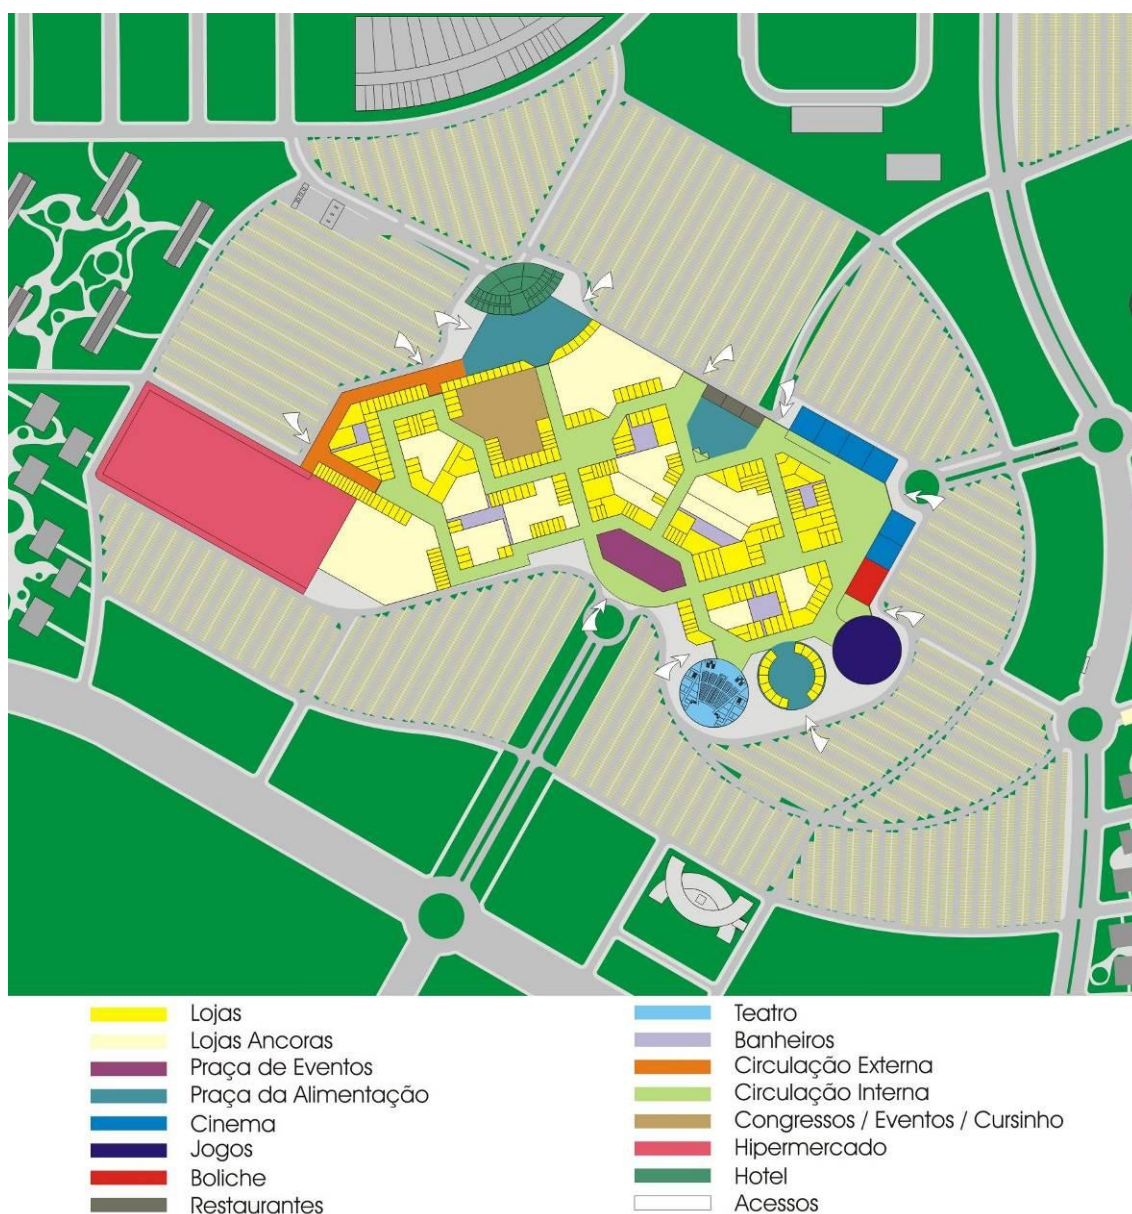 Lojas
Lojas Ancoras
Praça de Eventos
Praça da Alimentação
Cinema
Jogos
Boliche
Restaurantes
Teatro
Banheiros
Circulação Externa
Circulação Interna
Congressos / Eventos / Cursinho
Hipermercado
Hotel
Acessos